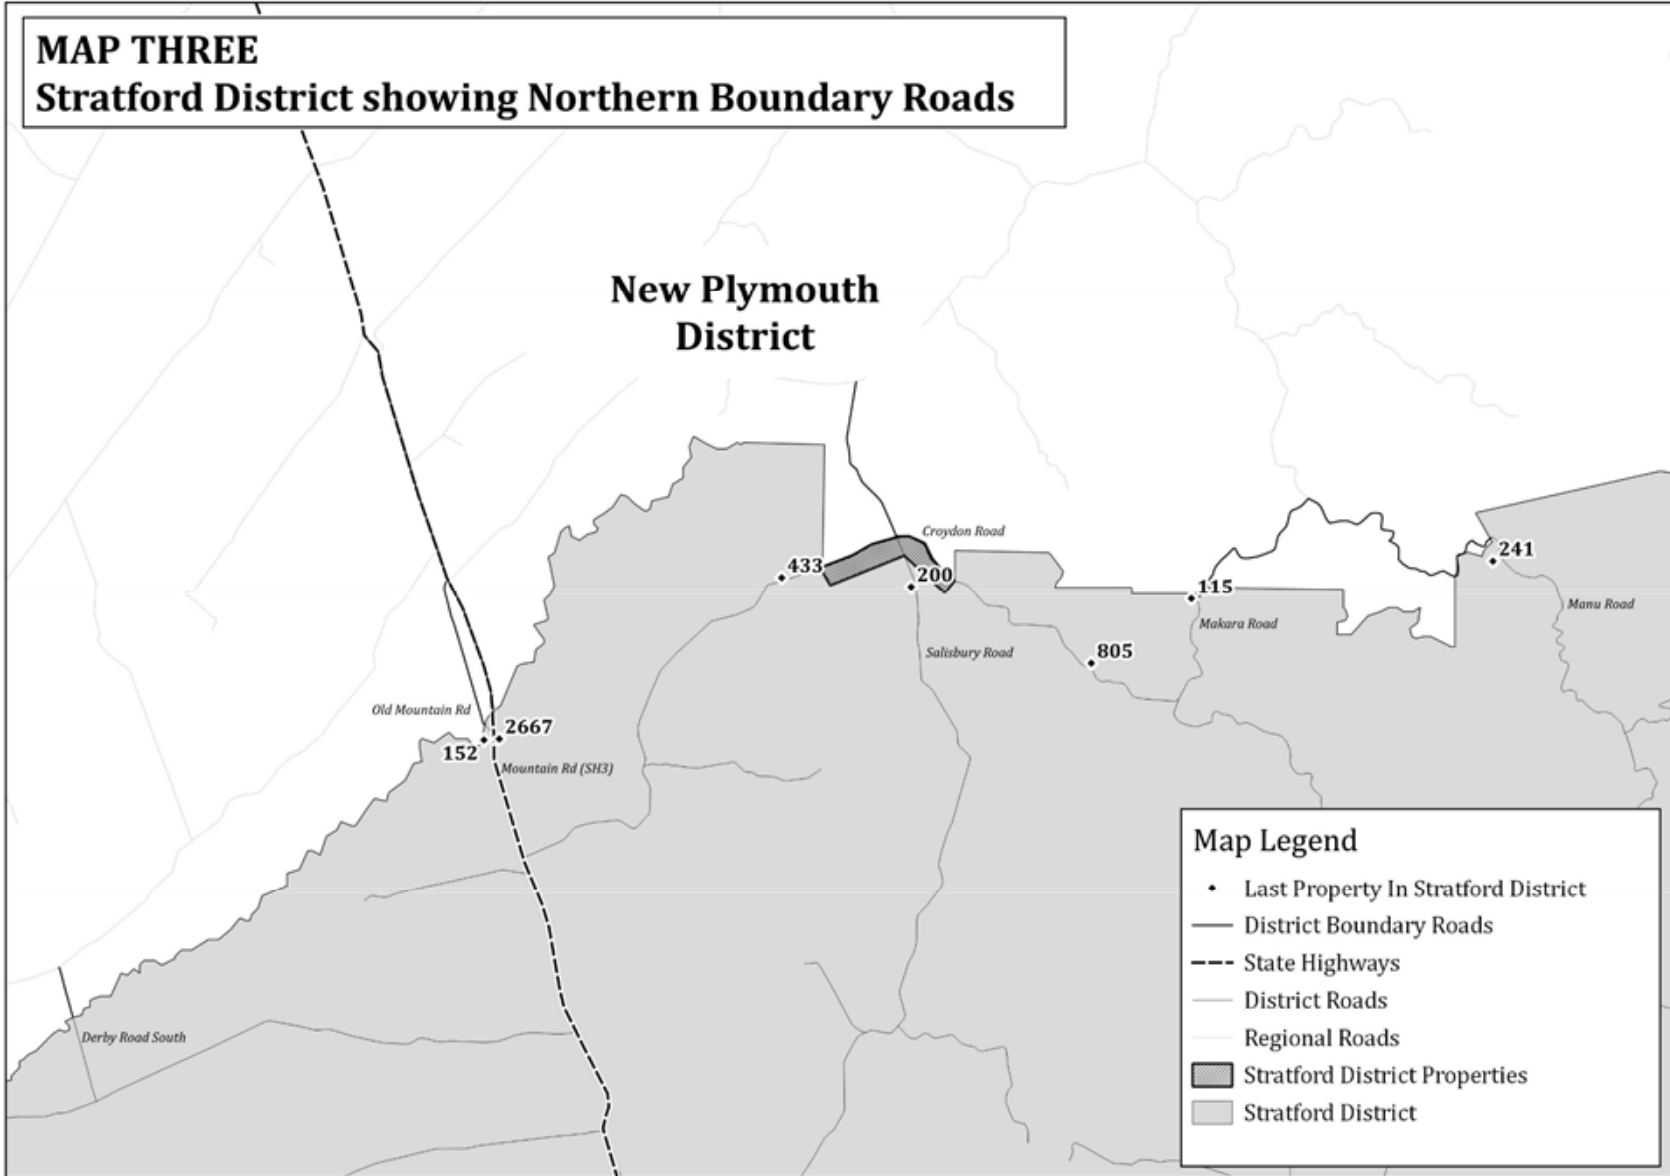 MAP THREE
Stratford District showing Northern Boundary Roads
New Plymouth
District
Croydon Road
433
200
241
115
Manu Road
Makara Road
Salisbury Road
805
Old Mountain Rd
2667
152
Mountain Rd (SH3)
Derby Road South
Map Legend
Last Property In Stratford District
District Boundary Roads
State Highways
District Roads
Regional Roads
Stratford District Properties
Stratford District